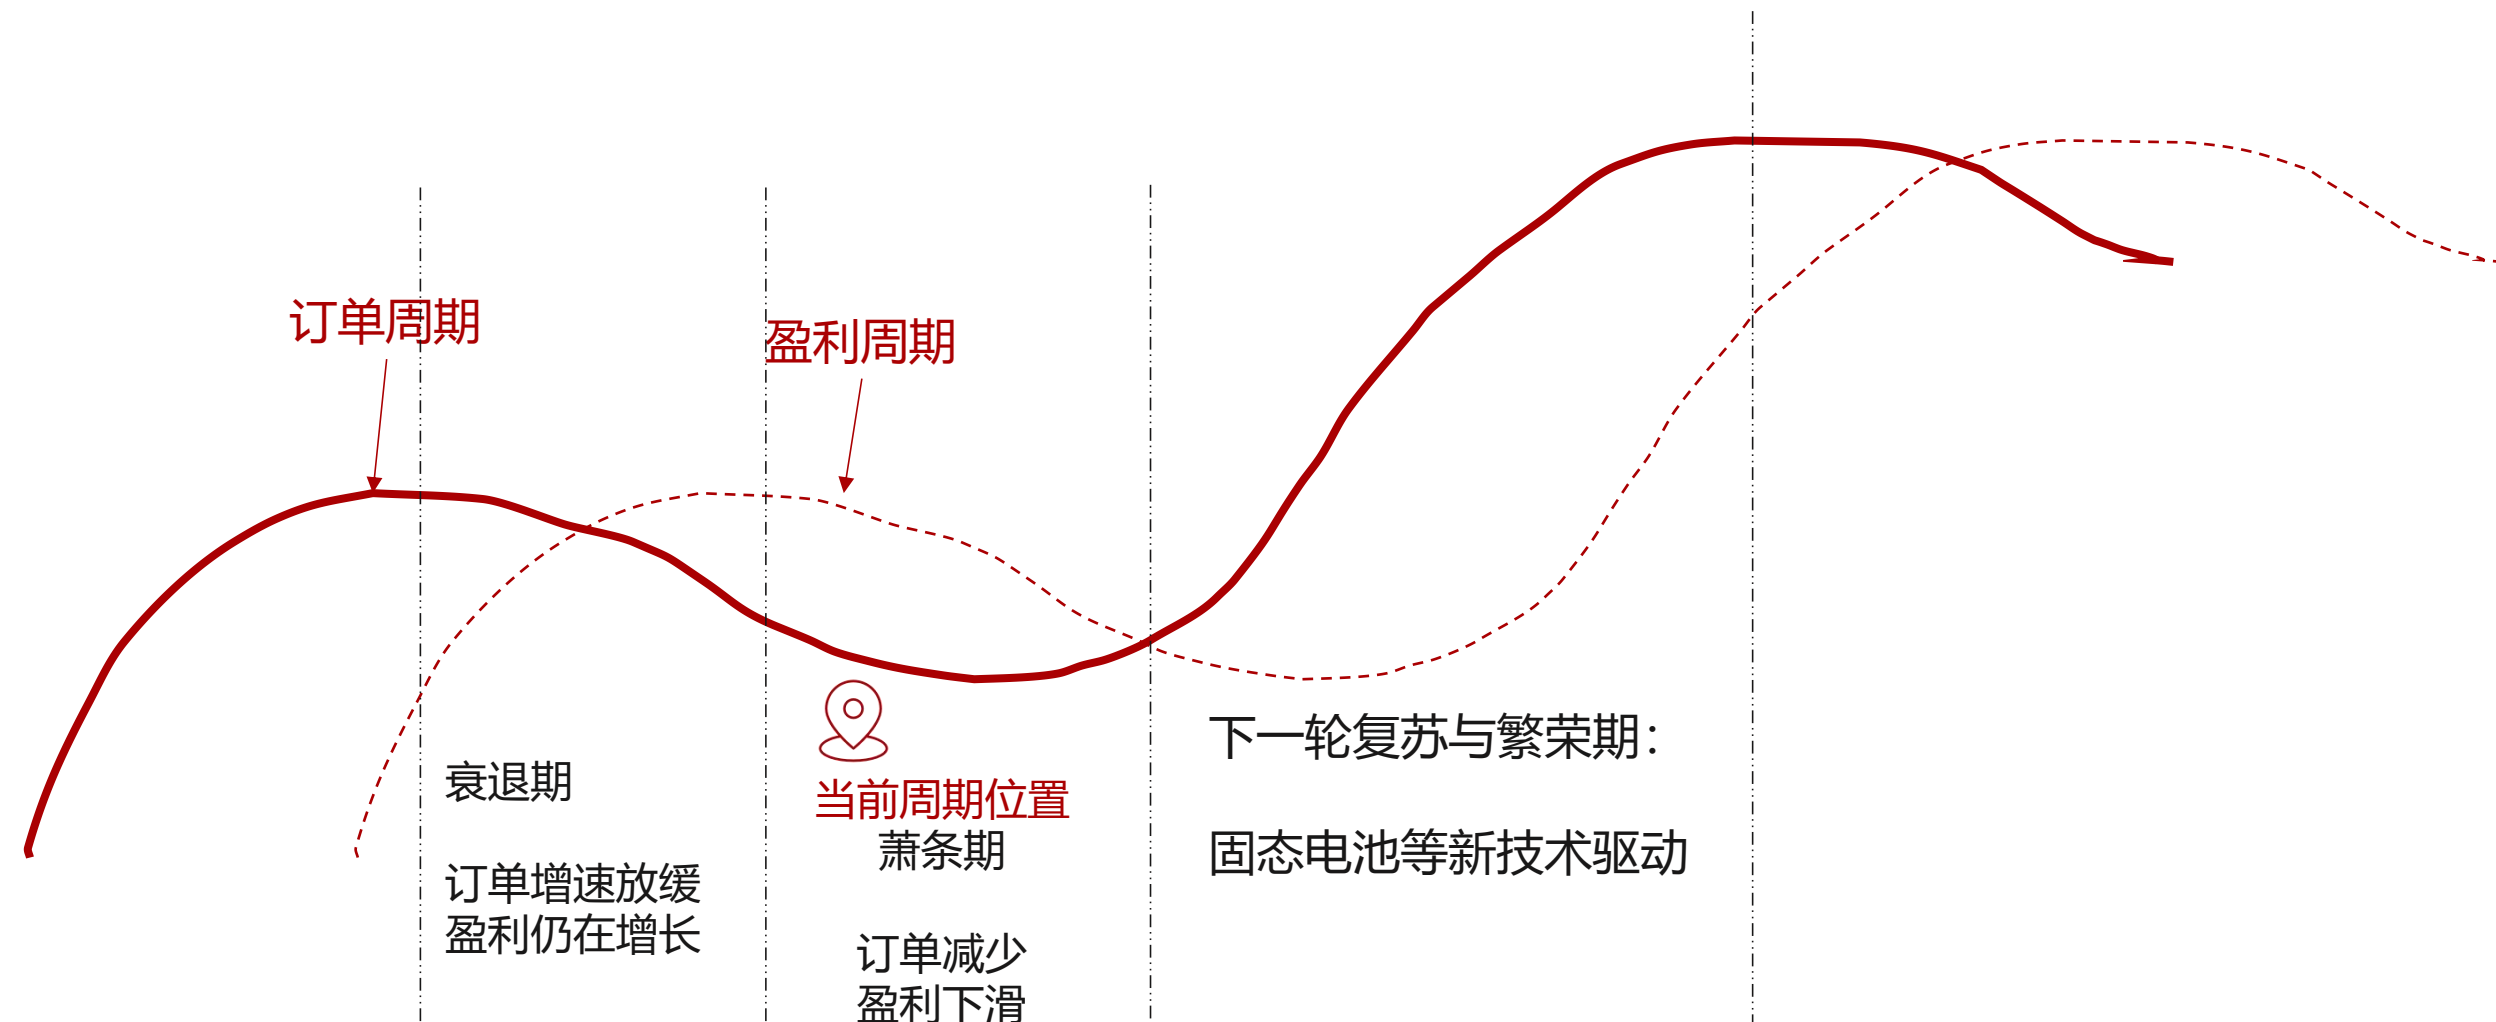 订单周期
盈利周期
衰退期
订单增速放缓
盈利仍在增长
当前周期位置
萧条期
订单减少
盈利下滑
下一轮复苏与繁荣期：
固态电池等新技术驱动